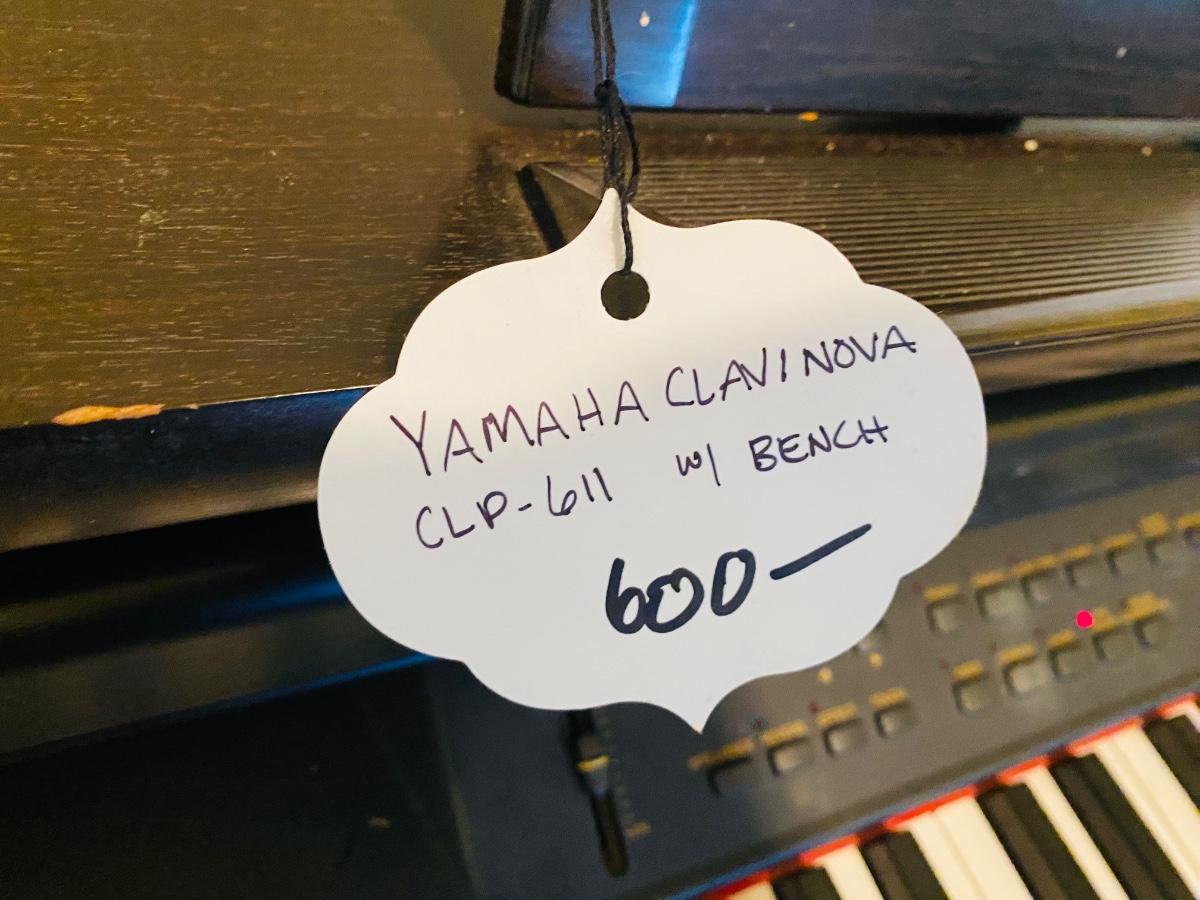 YAMAHA CLAVINOVA
CLP-611 w/ BENCH
600—